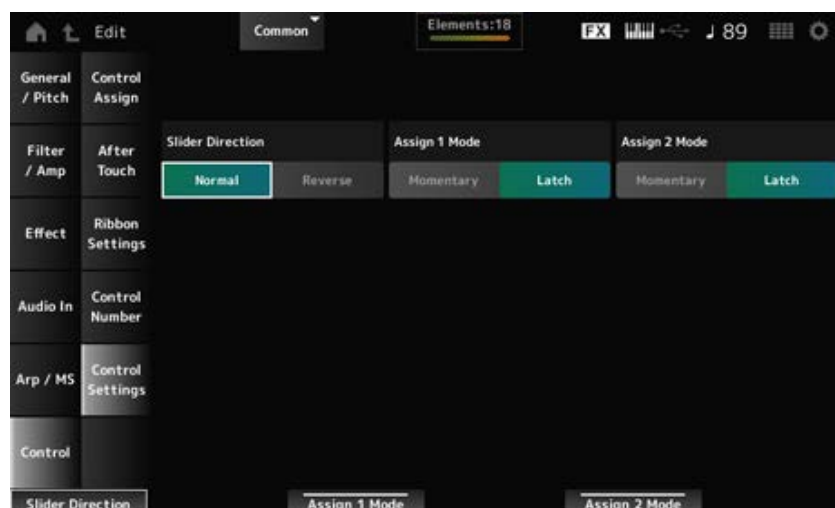 Edit
Common
Elements:18
FX
89
General
/ Pitch
Control
Assign
Filter
/ Amp
After
Touch
Slider Direction
Assign 1 Mode
Assign 2 Mode
Normal
Reverse
Momentary
Latch
Momentary
Latch
Effect
Ribbon
Settings
Audio In
Control
Number
Arp / MS
Control
Settings
Control
Slider Direction
Assign 1 Mode
Assign 2 Mode